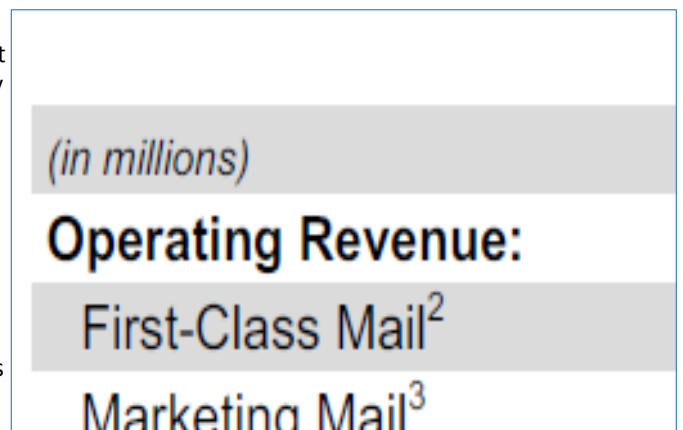 (in millions)
Operating Revenue:
First-Class Mail²
Marketing Mail³